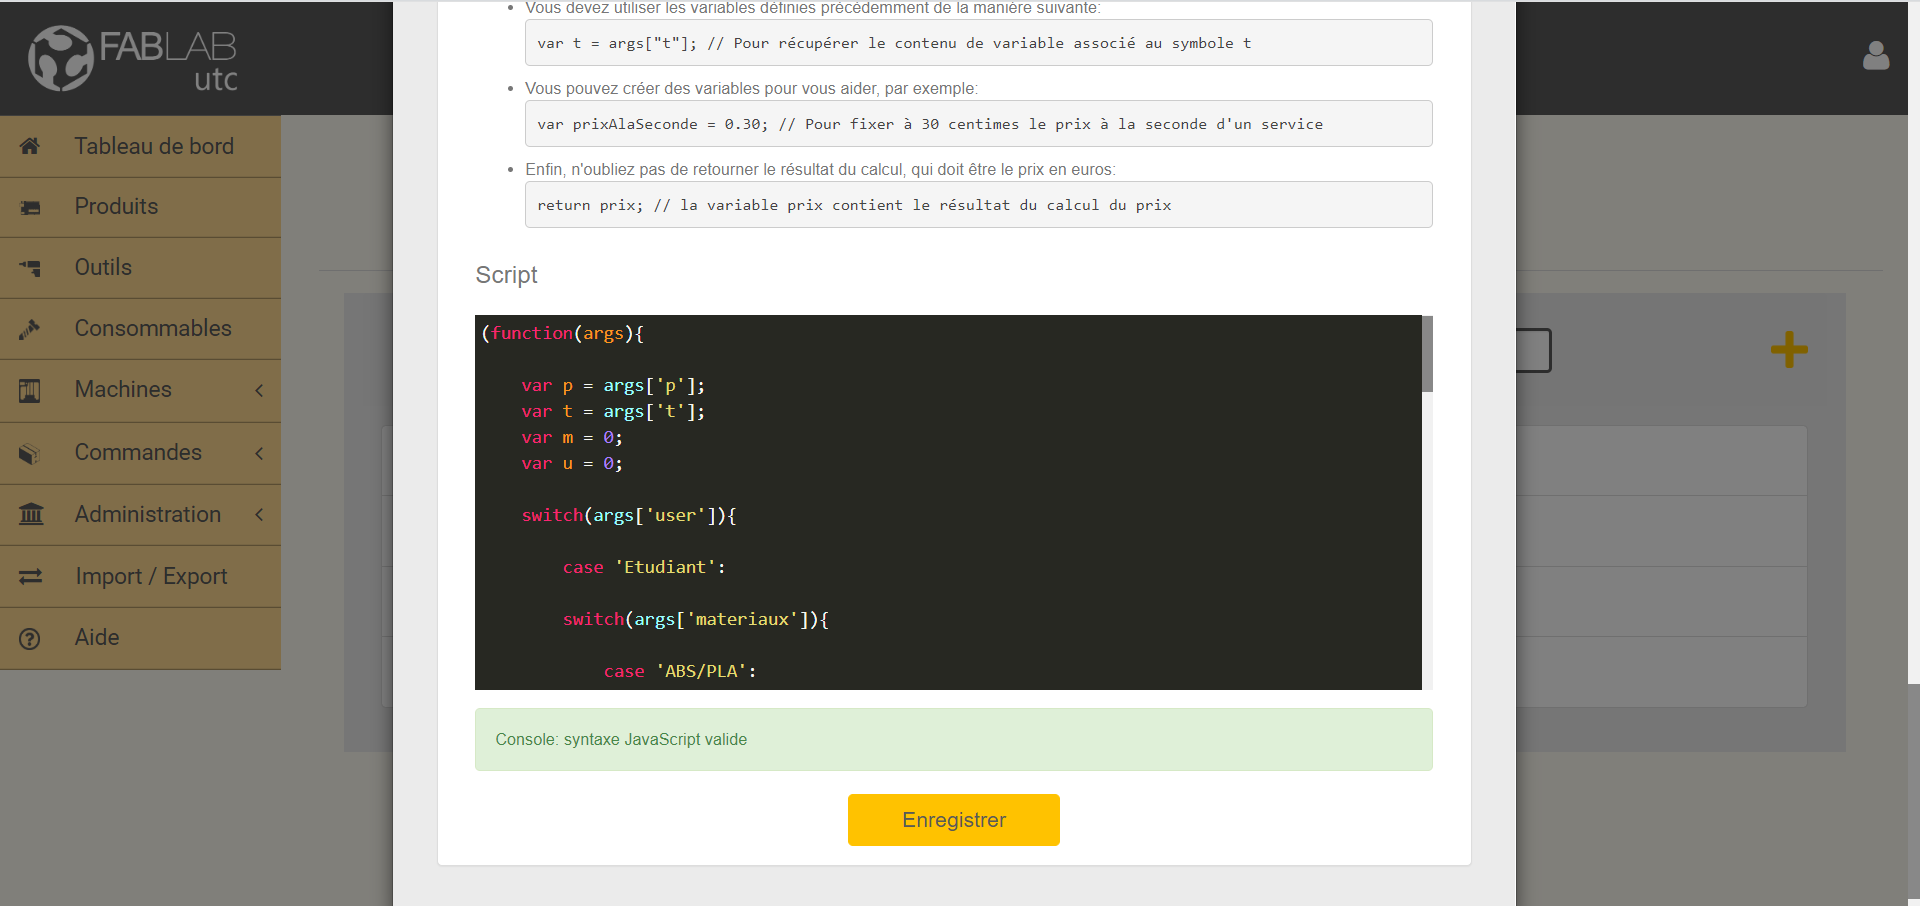 FABLAB
utc
Tableau de bord
Produits
Outils
Consommables
Machines
Commandes
Administration
Import / Export
Aide
Vous devez utiliser les variables définies précédemment de la manière suivante:
var t = args["t"]; // Pour récupérer le contenu de variable associé au symbole t
Vous pouvez créer des variables pour vous aider, par exemple:
var prixAlaSeconde = 0.30; // Pour fixer à 30 centimes le prix à la seconde d'un service
Enfin, n'oubliez pas de retourner le résultat du calcul, qui doit être le prix en euros:
return prix; // la variable prix contient le résultat du calcul du prix
Script
(function(args){
var p = args['p'];
var t = args['t'];
var m = 0;
var u = 0;
switch(args['user']){
case 'Etudiant':
switch(args['materiaux']){
case 'ABS/PLA':
Console: syntaxe JavaScript valide
Enregistrer